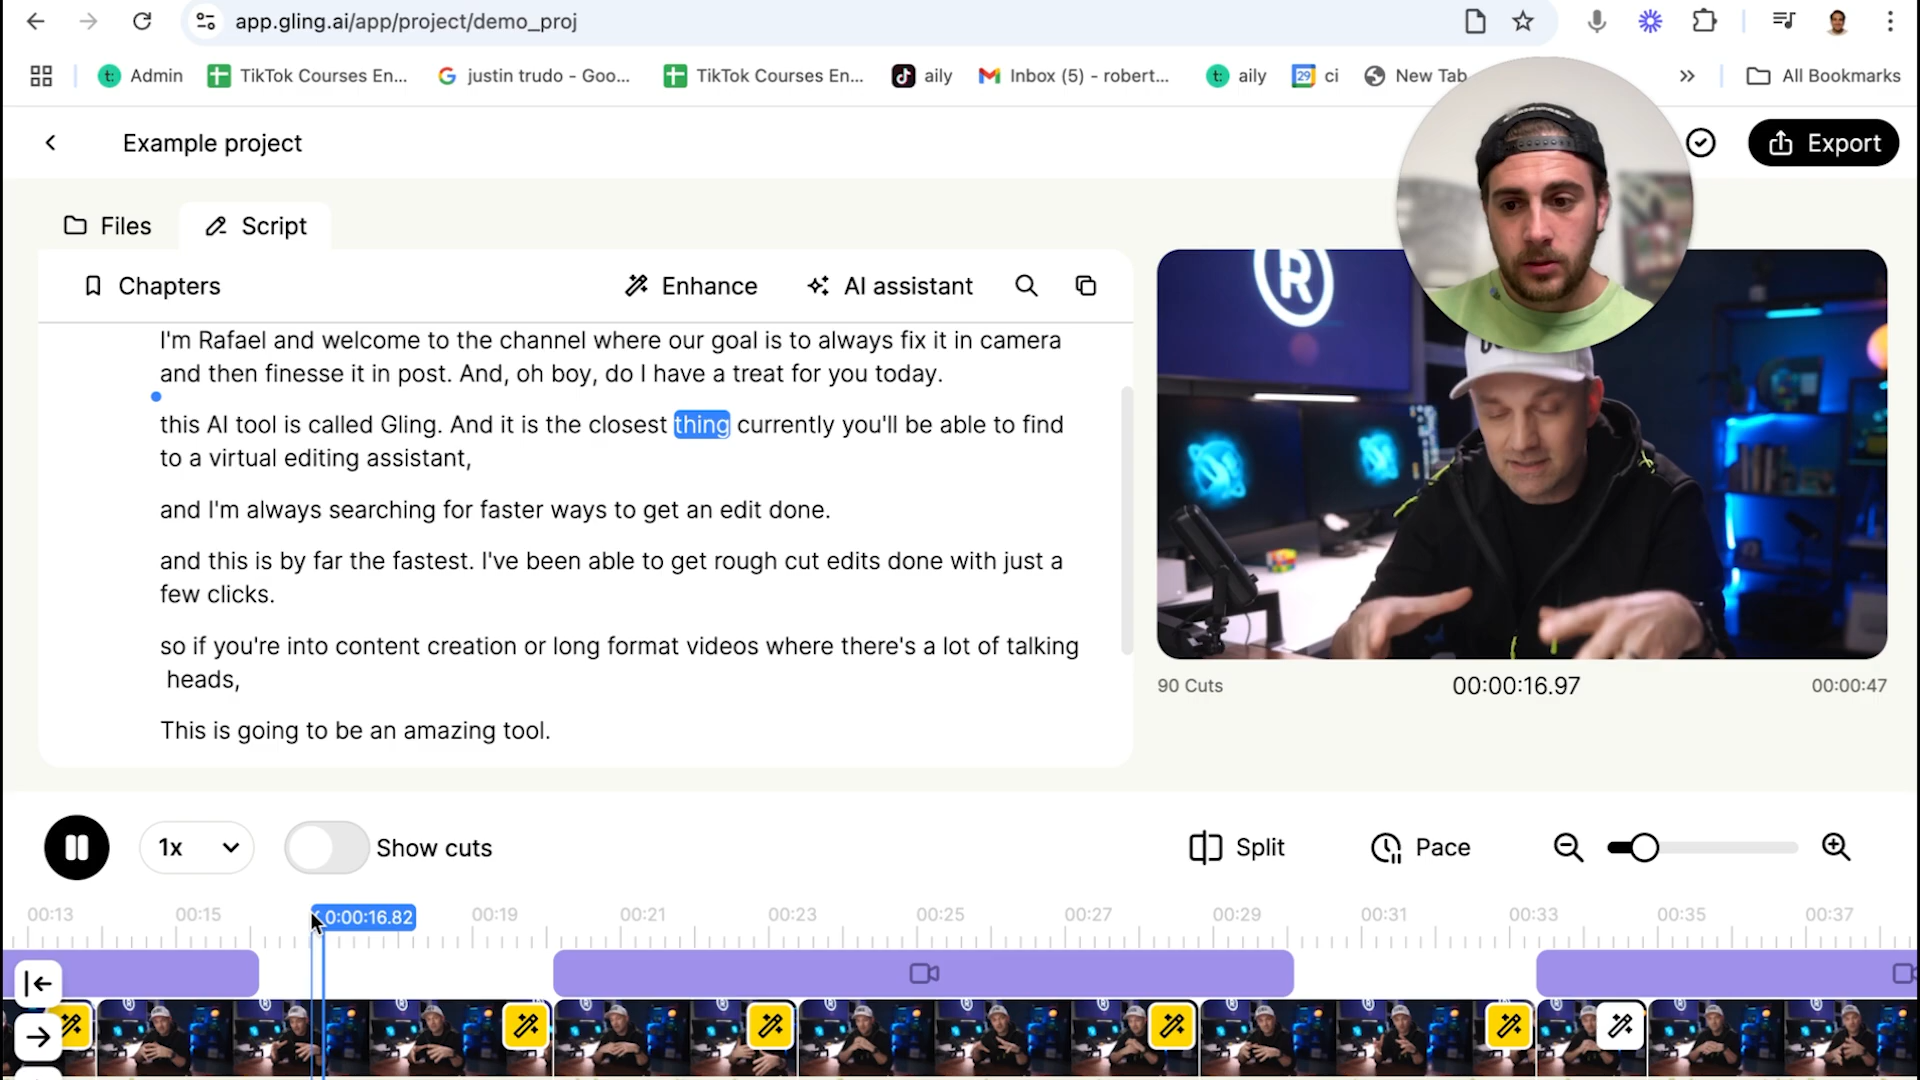 app.gling.ai/app/project/demo_proj
Admin
TikTok Courses En...
justin trudo - Goo...
TikTok Courses En...
aily
Inbox (5) - robert...
aily
29
ci
New Tab
All Bookmarks
Example project
Export
Files
Script
Chapters
Enhance
AI assistant
I'm Rafael and welcome to the channel where our goal is to always fix it in camera
and then finesse it in post. And, oh boy, do I have a treat for you today.
this AI tool is called Gling. And it is the closest thing currently you'll be able to find
to a virtual editing assistant,
and I'm always searching for faster ways to get an edit done.
and this is by far the fastest. I've been able to get rough cut edits done with just a
few clicks.
so if you're into content creation or long format videos where there's a lot of talking
heads,
This is going to be an amazing tool.
R
90 Cuts
00:00:16.97
00:00:47
1x
Show cuts
Split
Pace
00:13
00:15
0:00:16.82
00:19
00:21
00:23
00:25
00:27
00:29
00:31
00:33
00:35
00:37